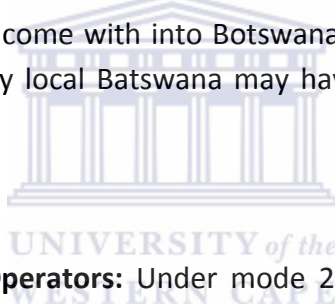 come with into Botswana
y local Batswana may hav
UNIVERSITY of the
perators: Under mode 2
WESTERN CAPE